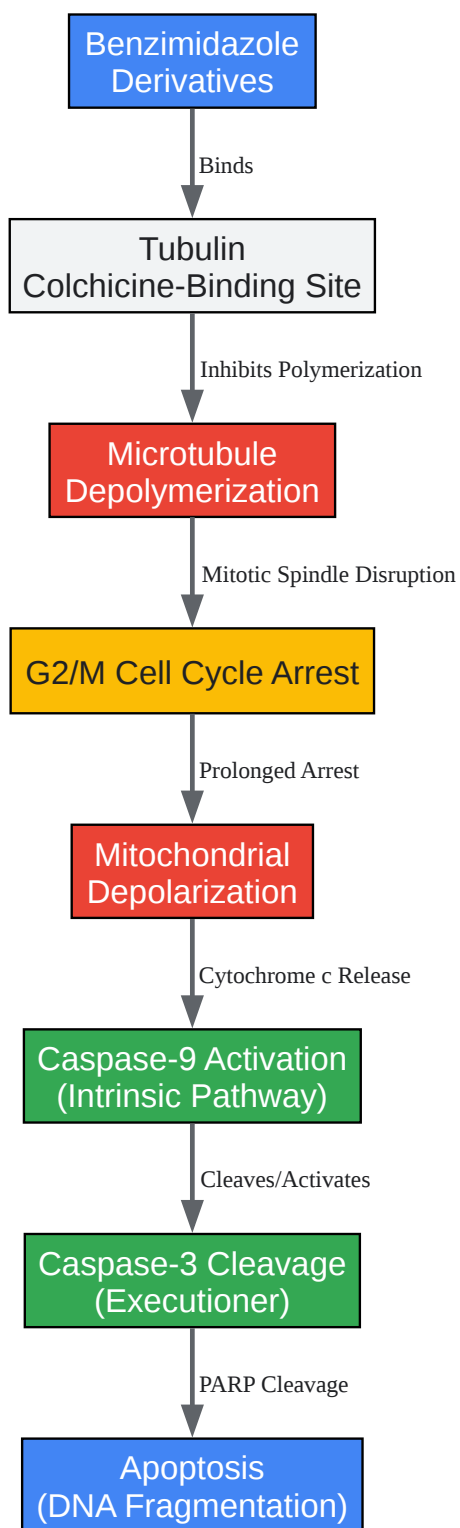 Benzimidazole
Derivatives
Binds
Tubulin
Colchicine-Binding Site
Inhibits Polymerization
Microtubule
Depolymerization
Mitotic Spindle Disruption
G2/M Cell Cycle Arrest
Prolonged Arrest
Mitochondrial
Depolarization
Cytochrome c Release
Caspase-9 Activation
(Intrinsic Pathway)
Cleaves/Activates
Caspase-3 Cleavage
(Executioner)
PARP Cleavage
Apoptosis
(DNA Fragmentation)